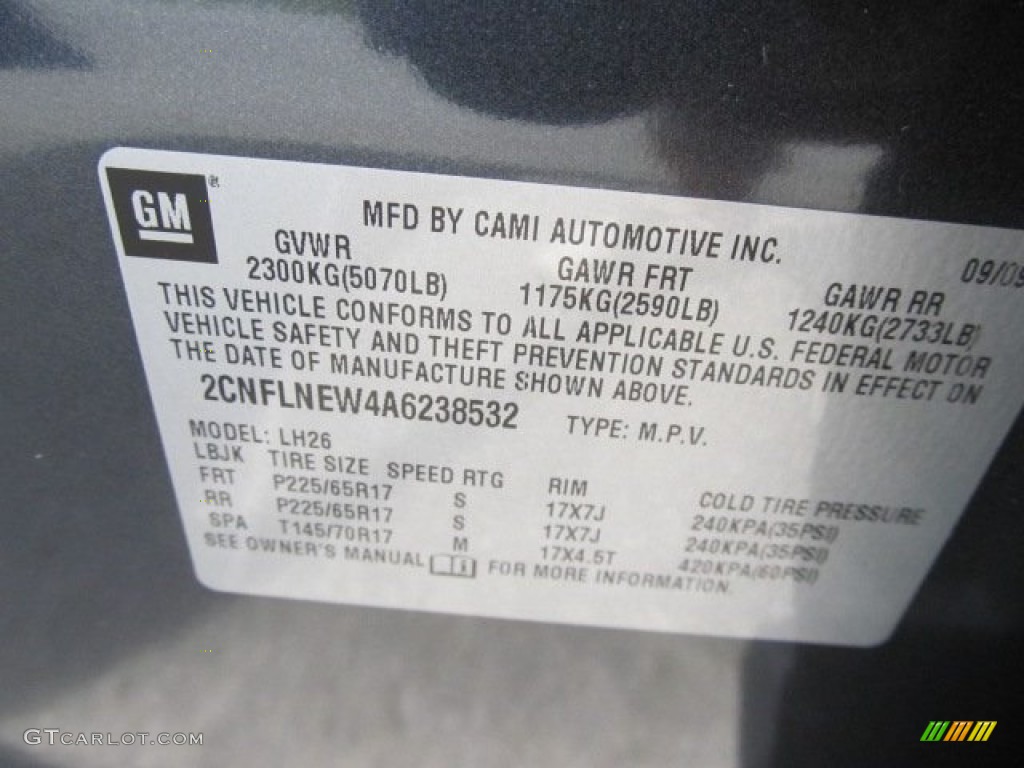 GM ®
MFD BY CAMI AUTOMOTIVE INC.
09/09
GVWR GAWR FRT GAWR RR
2300KG(5070LB) 1175KG(2590LB) 1240KG(2733LB)
THIS VEHICLE CONFORMS TO ALL APPLICABLE U.S. FEDERAL MOTOR
VEHICLE SAFETY AND THEFT PREVENTION STANDARDS IN EFFECT ON
THE DATE OF MANUFACTURE SHOWN ABOVE.
2CNFLNEW4A6238532 TYPE: M.P.V.
MODEL: LH26
LBJK TIRE SIZE SPEED RTG RIM COLD TIRE PRESSURE
FRT P225/65R17 S 17X7J 240KPA(35PSI)
RR P225/65R17 S 17X7J 240KPA(35PSI)
SPA T145/70R17 M 17X4.5T 420KPA(60PSI)
SEE OWNER'S MANUAL FOR MORE INFORMATION.
GTCARLOT.COM